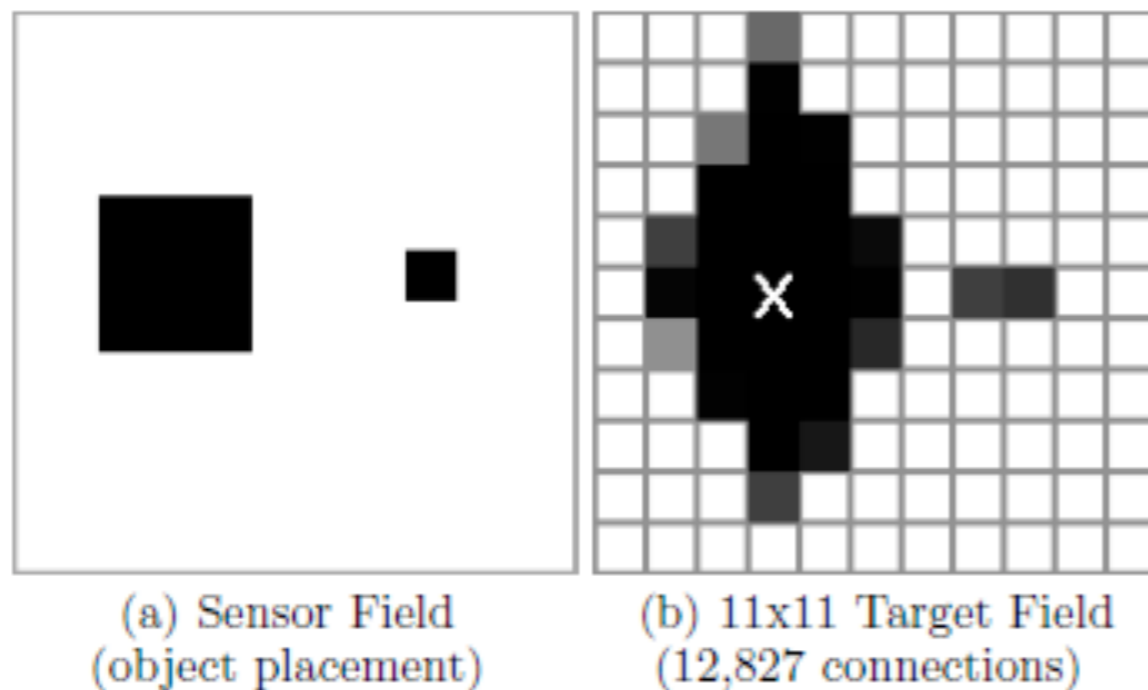 X
(a) Sensor Field
(object placement)
(b) 11x11 Target Field
(12,827 connections)